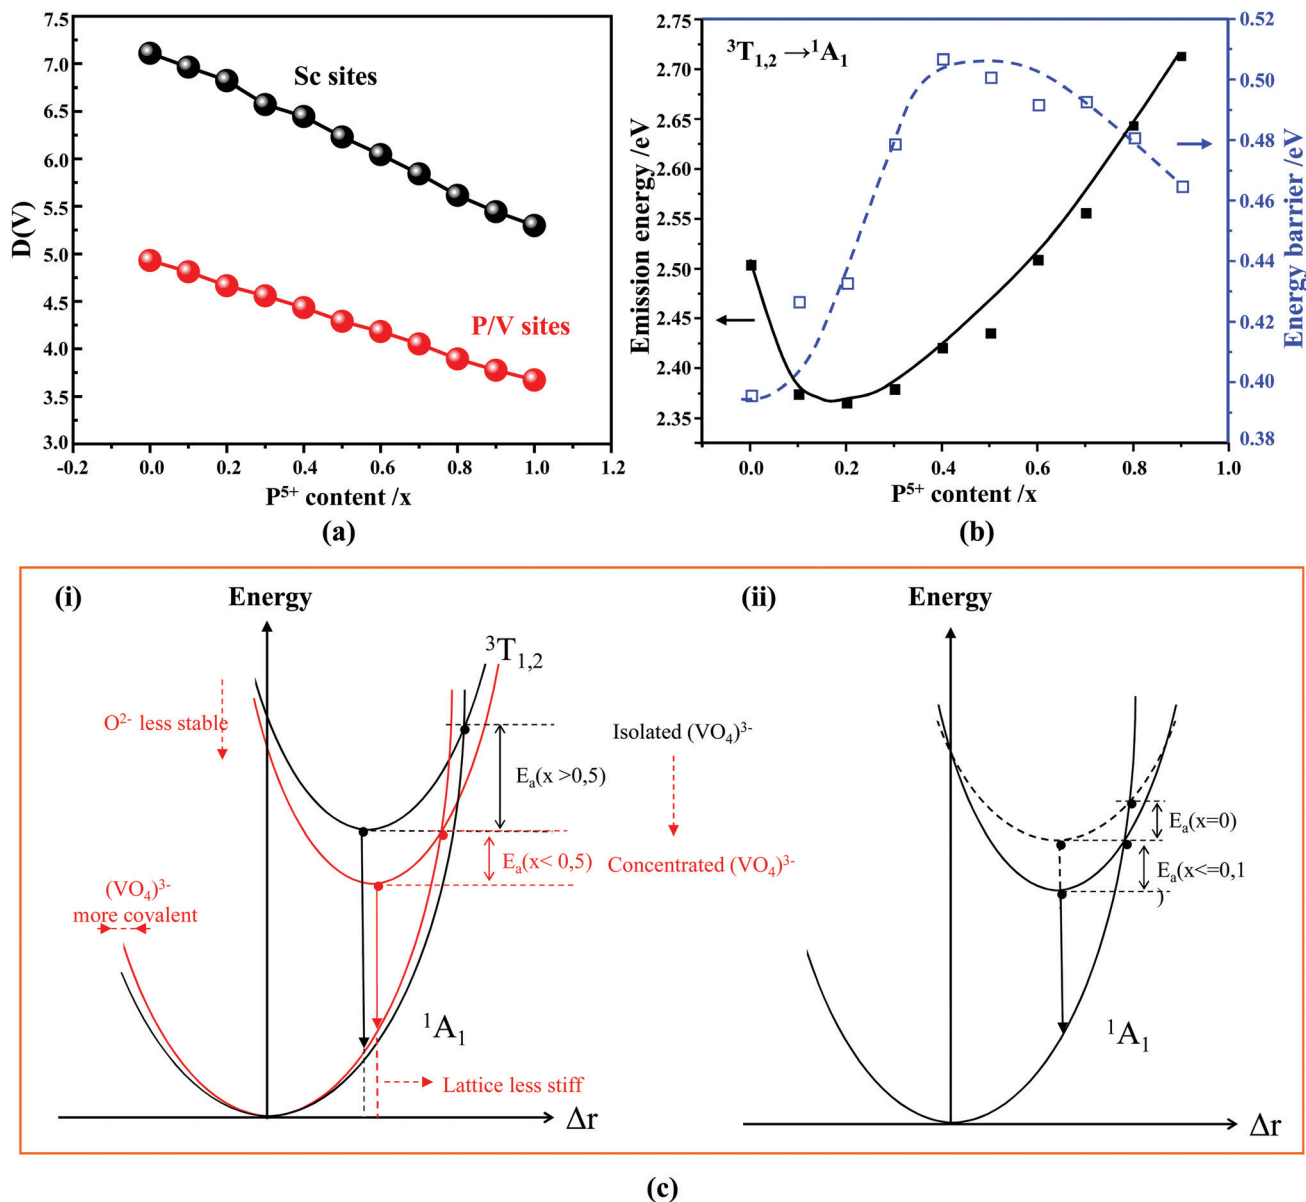 7.5
7.0
6.5
6.0
5.5
5.0
4.5
4.0
3.5
3.0
D(V)
Sc sites
P/V sites
-0.2 0.0 0.2 0.4 0.6 0.8 1.0 1.2
P5+ content /x
(a)
2.75
2.70
2.65
2.60
2.55
2.50
2.45
2.40
2.35
Emission energy /eV
3T1,2 →1A1
0.52
0.50
0.48
0.46
0.44
0.42
0.40
0.38
Energy barrier /eV
0.0 0.2 0.4 0.6 0.8 1.0
P5+ content /x
(b)
(i)
Energy
3T1,2
O2- less stable
Ea(x >0,5)
Ea(x< 0,5)
(VO4)3-
more covalent
1A1
Lattice less stiff
Δr
Isolated (VO4)3-
Concentrated (VO4)3-
(ii)
Energy
Ea(x=0)
Ea(x<=0,1
)
1A1
Δr
(c)